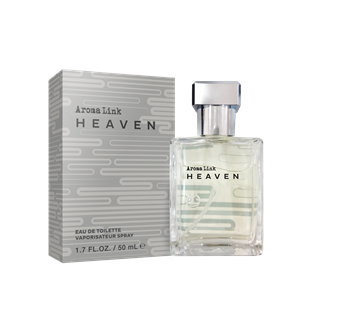 Aroma Link
HEAVEN
EAU DE TOILETTE
VAPORISATEUR SPRAY
1.7 FL.OZ. / 50 mL e
Aroma Link
HEAVEN